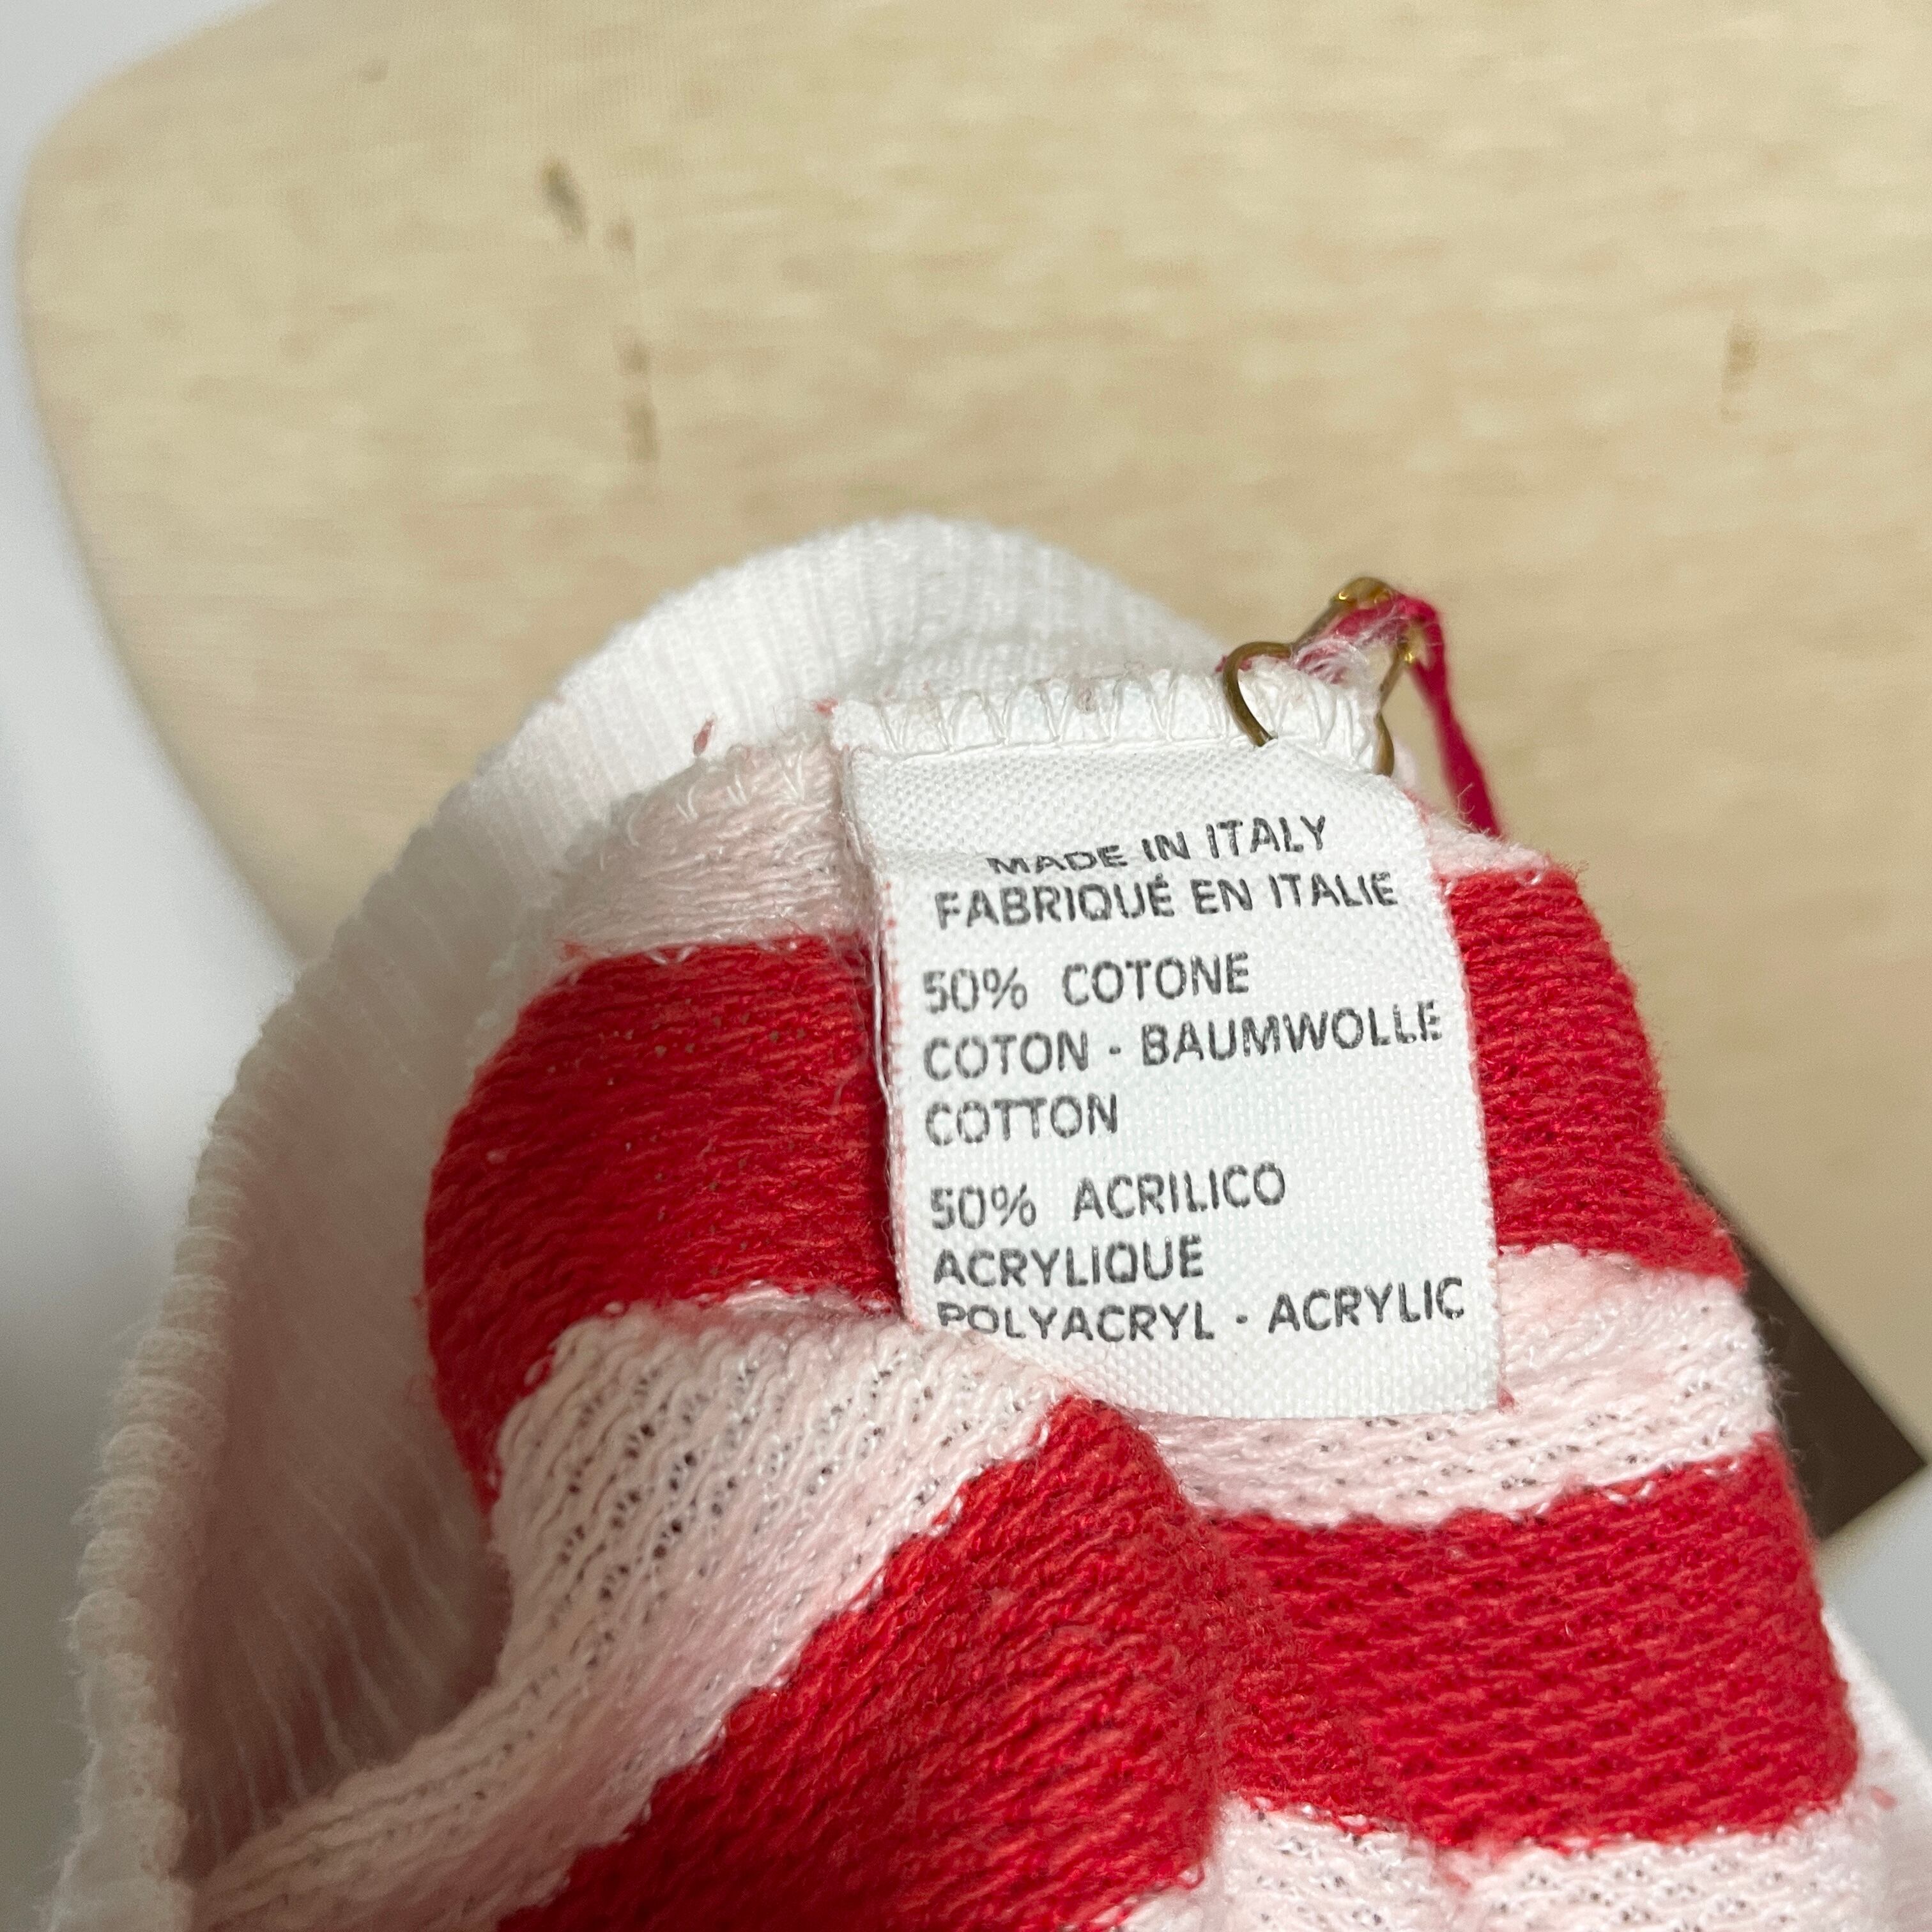 MADE IN ITALY
FABRIQUÉ EN ITALIE
50% COTONE
COTON - BAUMWOLLE
COTTON
50% ACRILICO
ACRYLIQUE
POLYACRYL - ACRYLIC